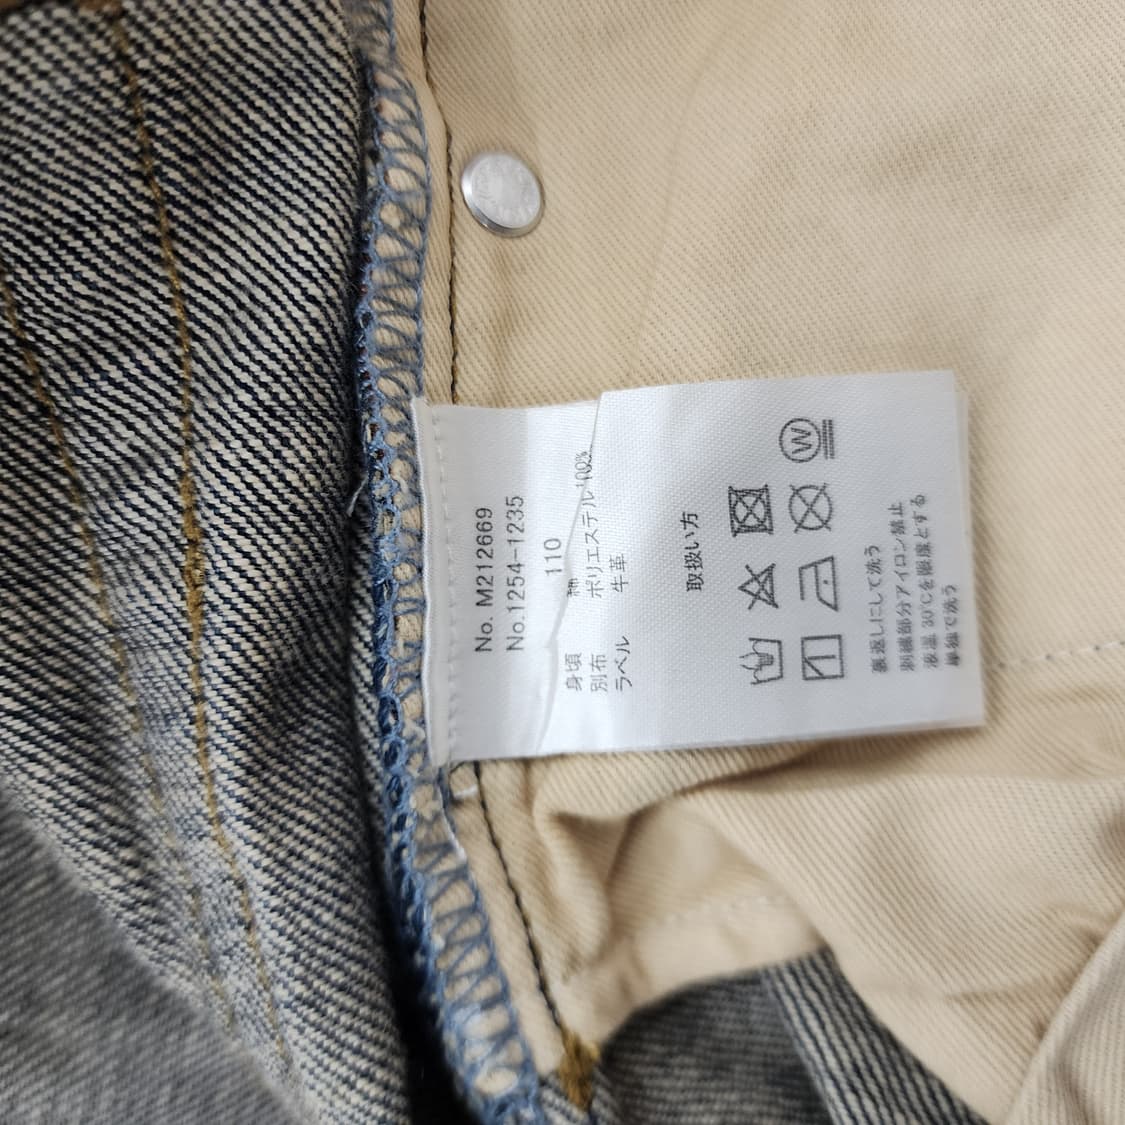 No. M212669
No.1254-1235
110
身頃 綿
別布 ポリエステル 100%
ラベル 牛革
取扱い方
W
裏返しにして洗う
刺繍部分アイロン禁止
液温 30℃を限度とする
単独で洗う